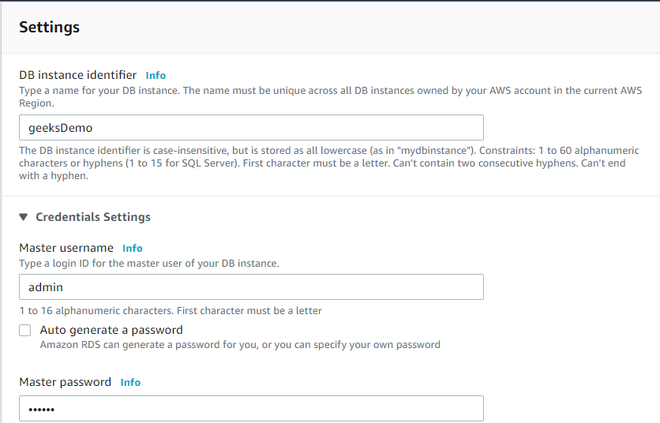 Settings
DB instance identifier Info
Type a name for your DB instance. The name must be unique across all DB instances owned by your AWS account in the current AWS
Region.
geeksDemo
The DB instance identifier is case-insensitive, but is stored as all lowercase (as in "mydbinstance"). Constraints: 1 to 60 alphanumeric
characters or hyphens (1 to 15 for SQL Server). First character must be a letter. Can't contain two consecutive hyphens. Can't end
with a hyphen.
▼ Credentials Settings
Master username Info
Type a login ID for the master user of your DB instance.
admin
1 to 16 alphanumeric characters. First character must be a letter
Auto generate a password
Amazon RDS can generate a password for you, or you can specify your own password
Master password Info
••••••